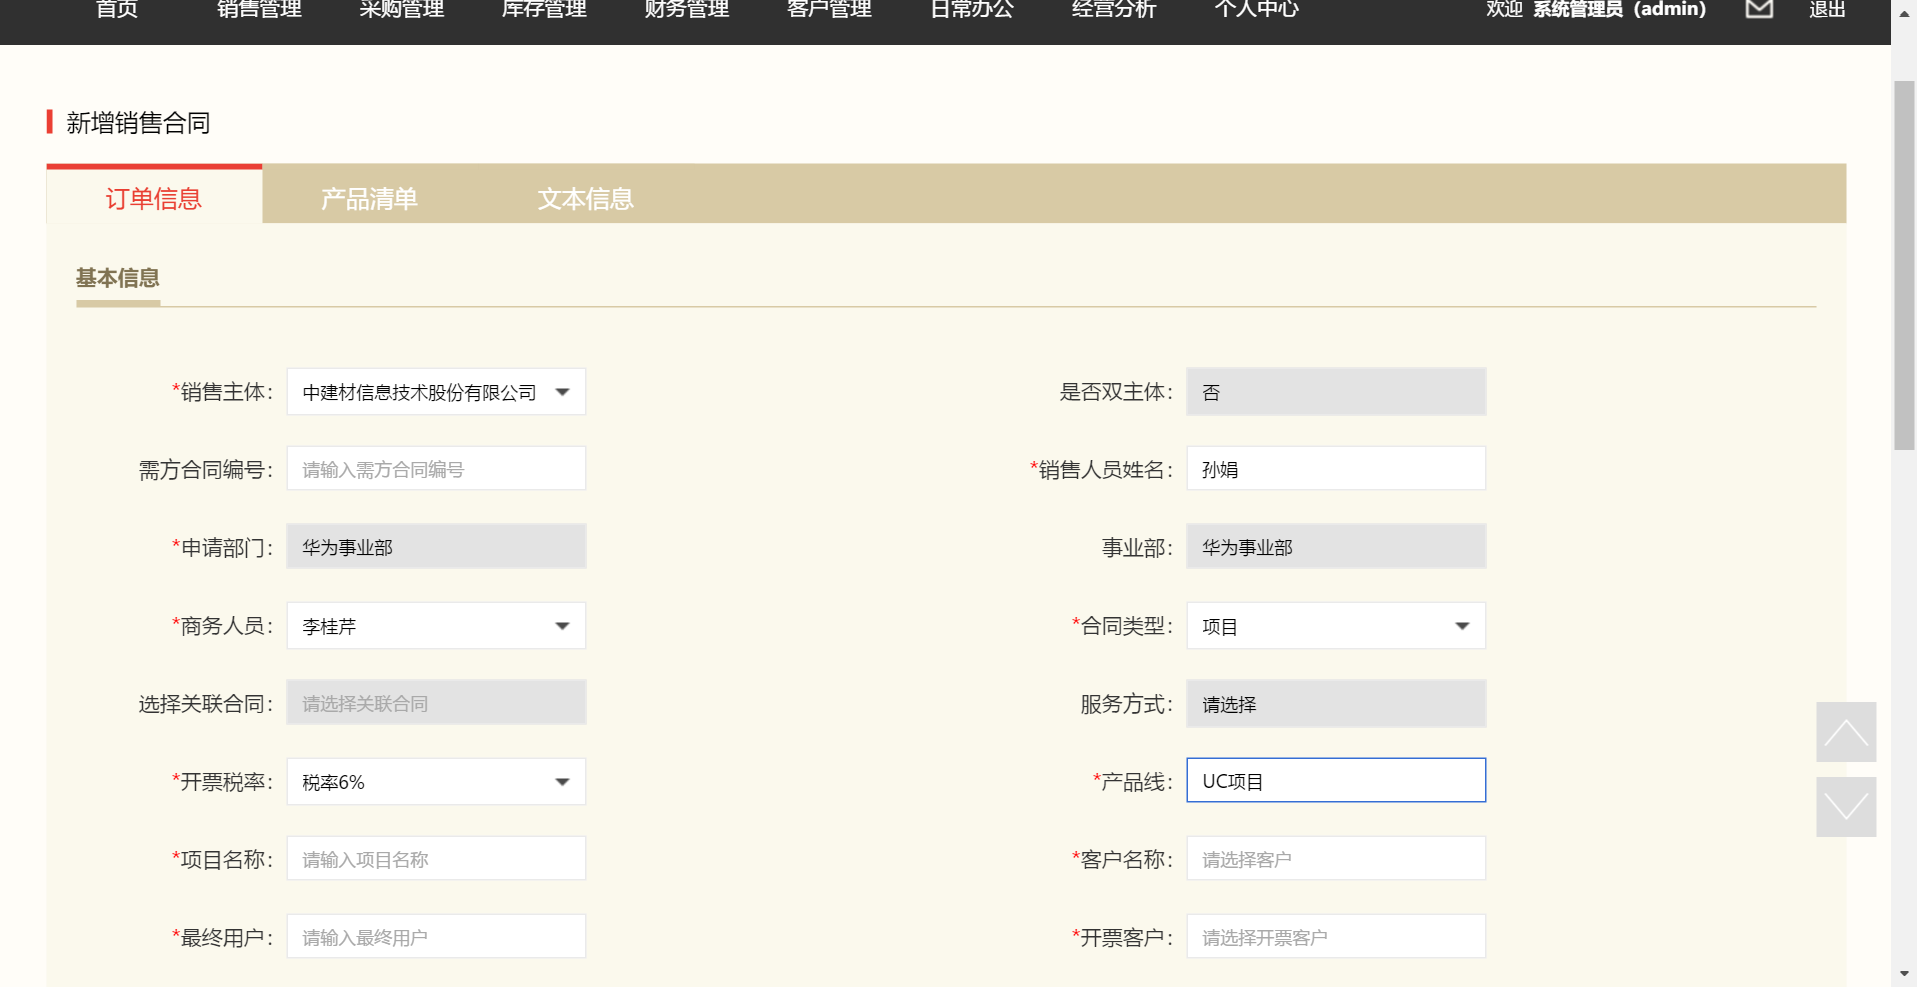 首页 销售管理 采购管理 库存管理 财务管理 客户管理 日常办公 经营分析 个人中心 欢迎 系统管理员（admin） 退出
新增销售合同
订单信息 产品清单 文本信息
基本信息
*销售主体： 中建材信息技术股份有限公司 是否双主体： 否
需方合同编号： 请输入需方合同编号 *销售人员姓名： 孙娟
*申请部门： 华为事业部 事业部： 华为事业部
*商务人员： 李桂芹 *合同类型： 项目
选择关联合同： 请选择关联合同 服务方式： 请选择
*开票税率： 税率6% *产品线： UC项目
*项目名称： 请输入项目名称 *客户名称： 请选择客户
*最终用户： 请输入最终用户 *开票客户： 请选择开票客户